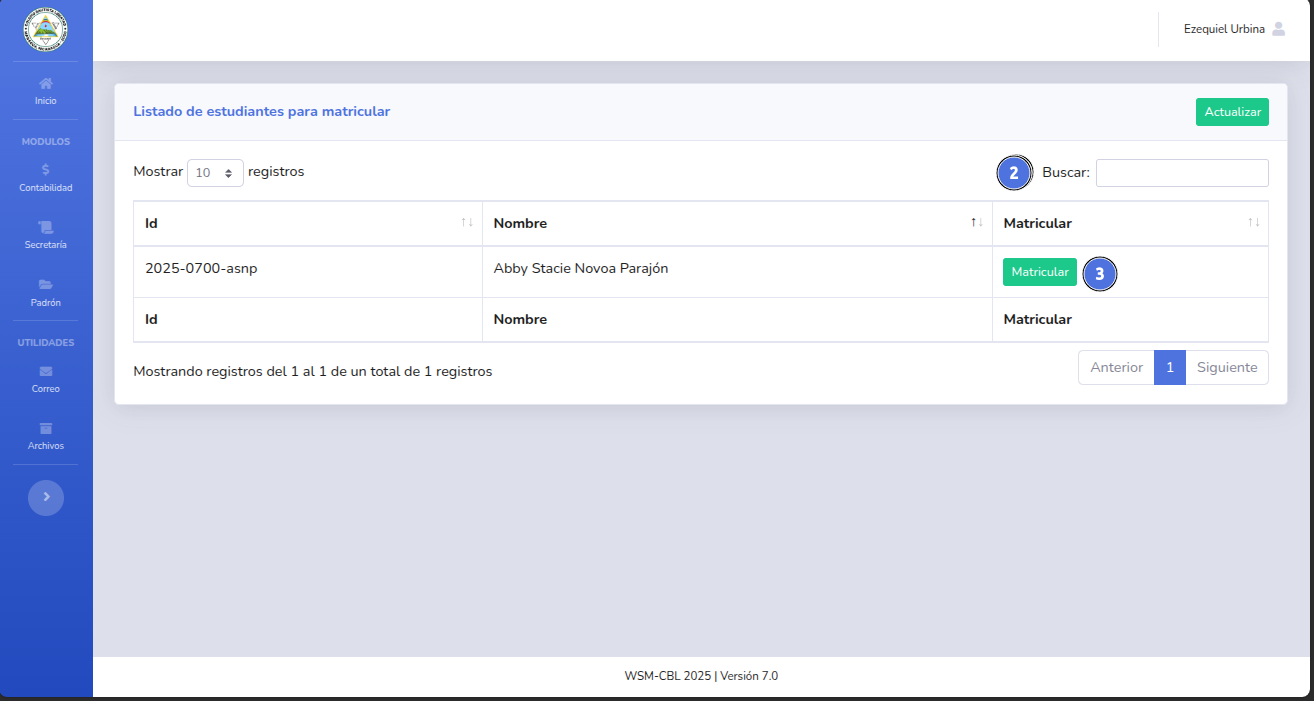 Ezequiel Urbina
Inicio
MODULOS
Contabilidad
Secretaría
Padrón
UTILIDADES
Correo
Archivos
Listado de estudiantes para matricular
Actualizar
Mostrar 10 registros
2 Buscar:
Id Nombre Matricular
2025-0700-asnp Abby Stacie Novoa Parajón Matricular 3
Id Nombre Matricular
Mostrando registros del 1 al 1 de un total de 1 registros
Anterior 1 Siguiente
WSM-CBL 2025 | Versión 7.0